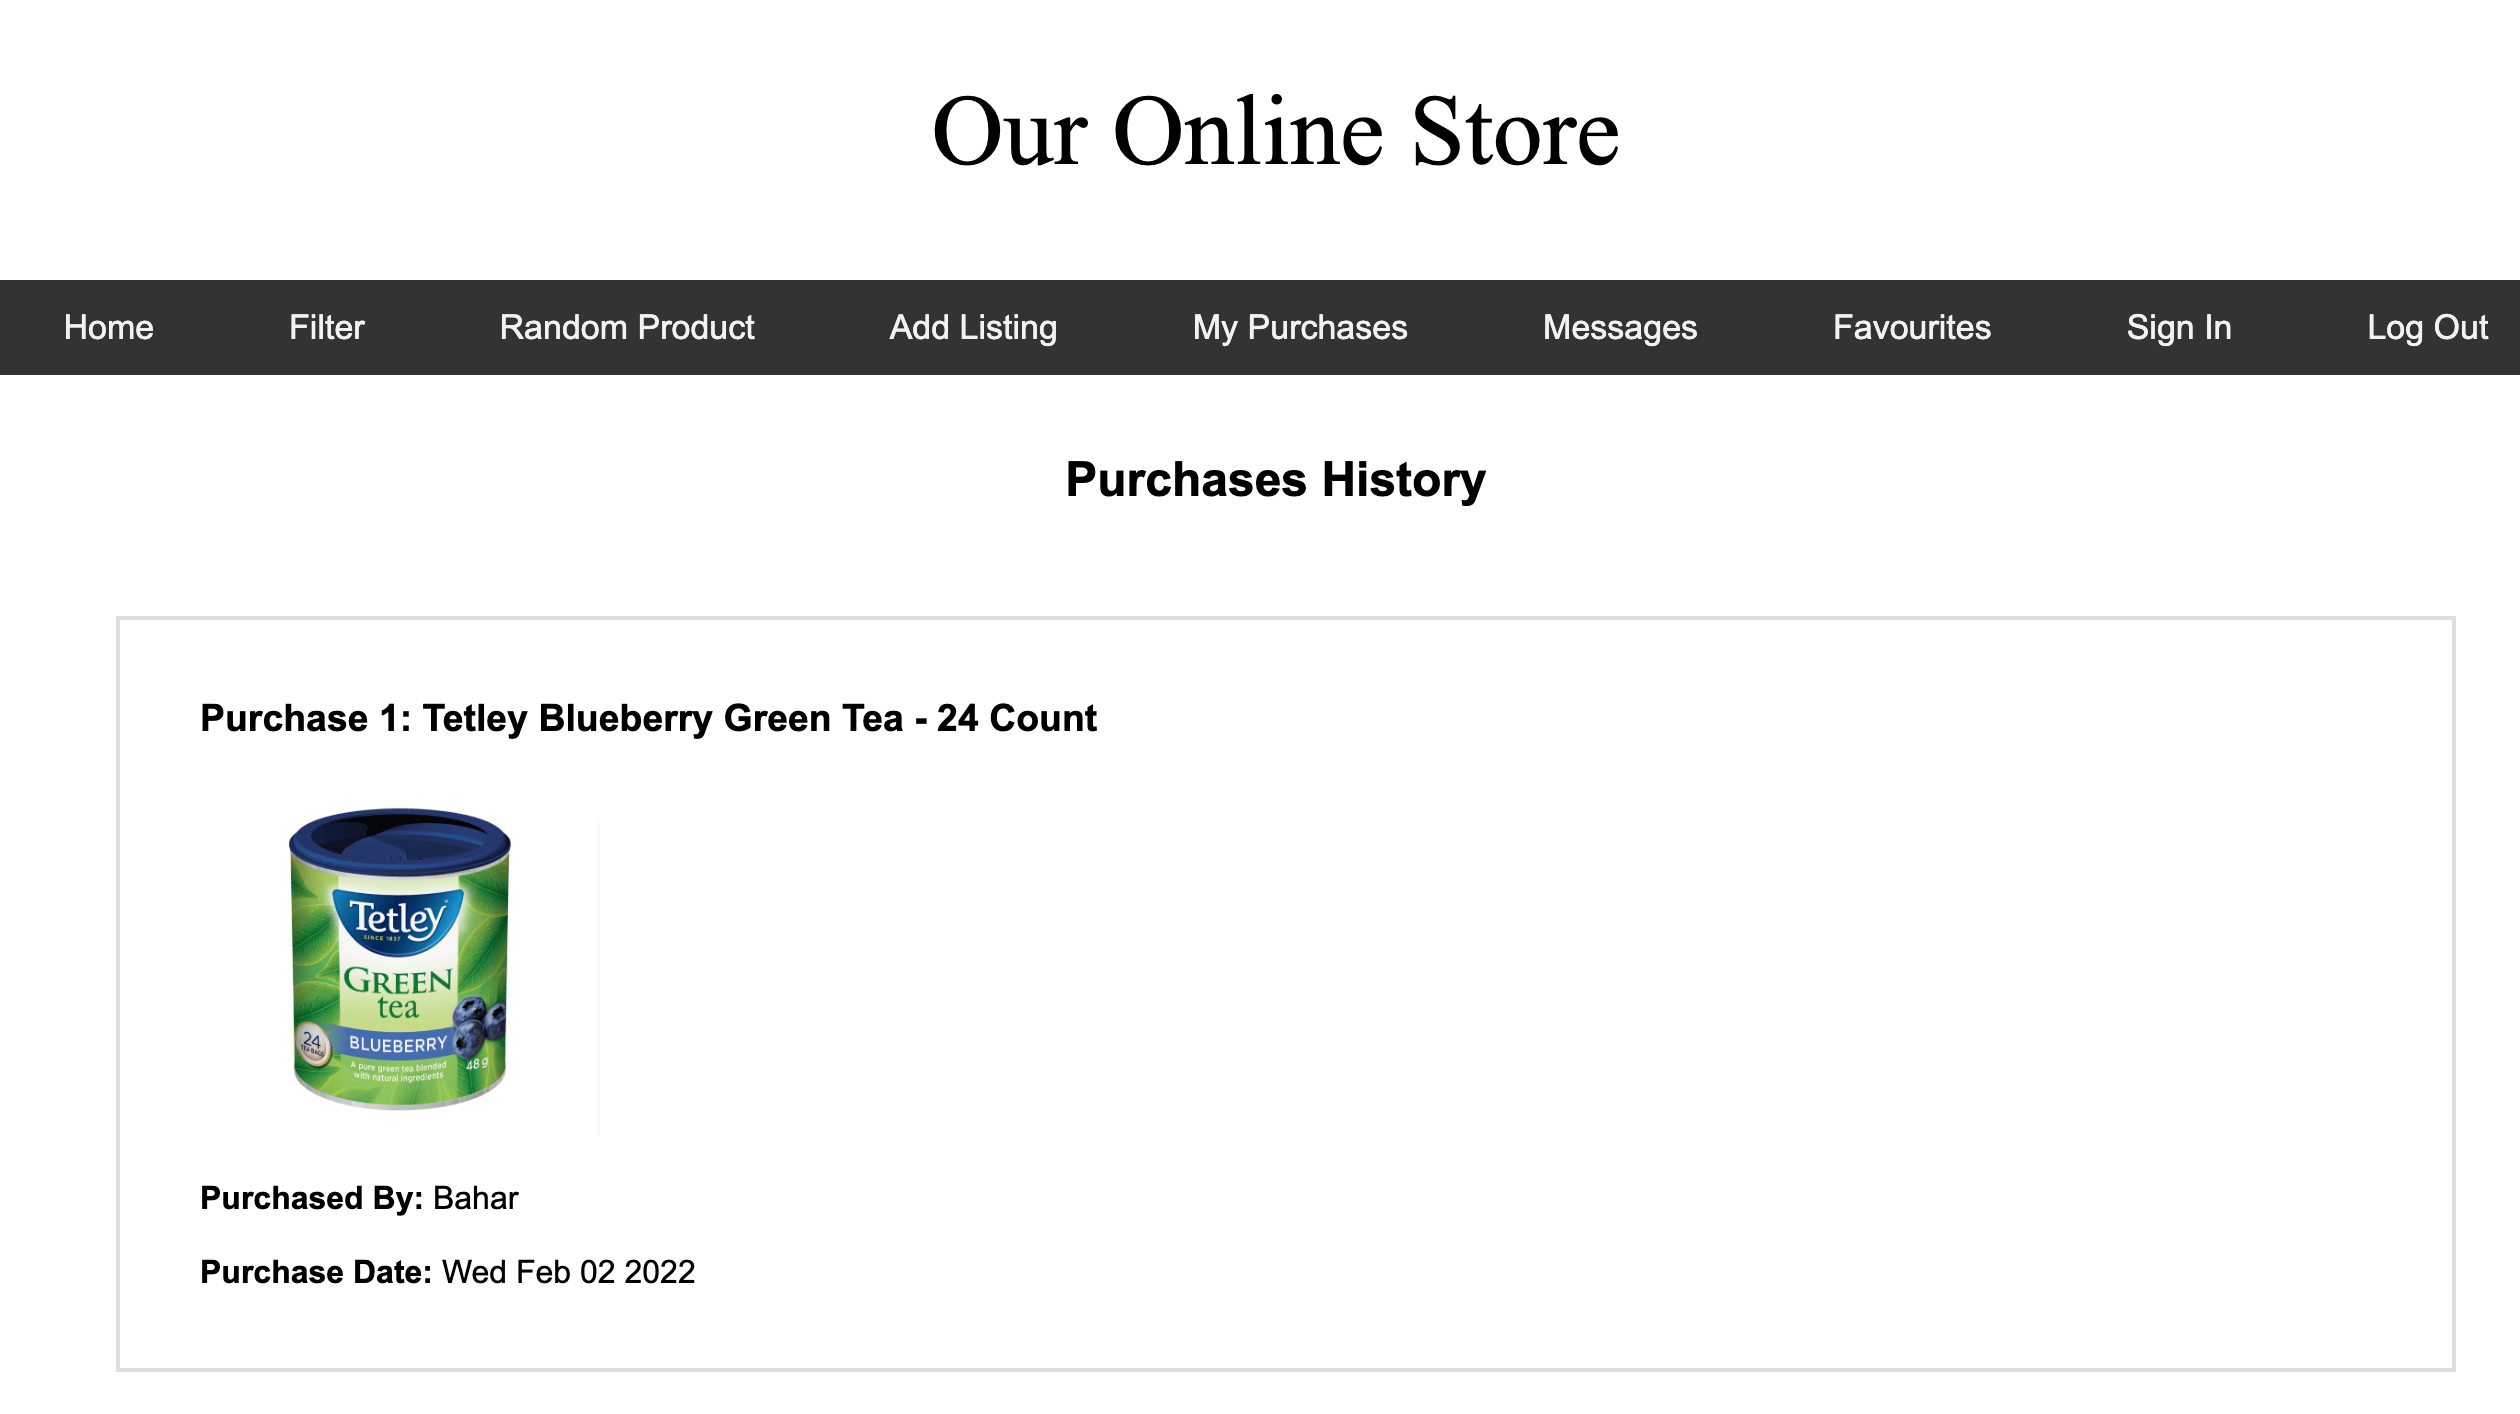 Our Online Store
Home Filter Random Product Add Listing My Purchases Messages Favourites Sign In Log Out
Purchases History
Purchase 1: Tetley Blueberry Green Tea - 24 Count
Tetley
SINCE 1837
GREEN
tea
24
TEA BAGS
BLUEBERRY
A pure green tea blended
with natural ingredients
48 g
Purchased By: Bahar
Purchase Date: Wed Feb 02 2022